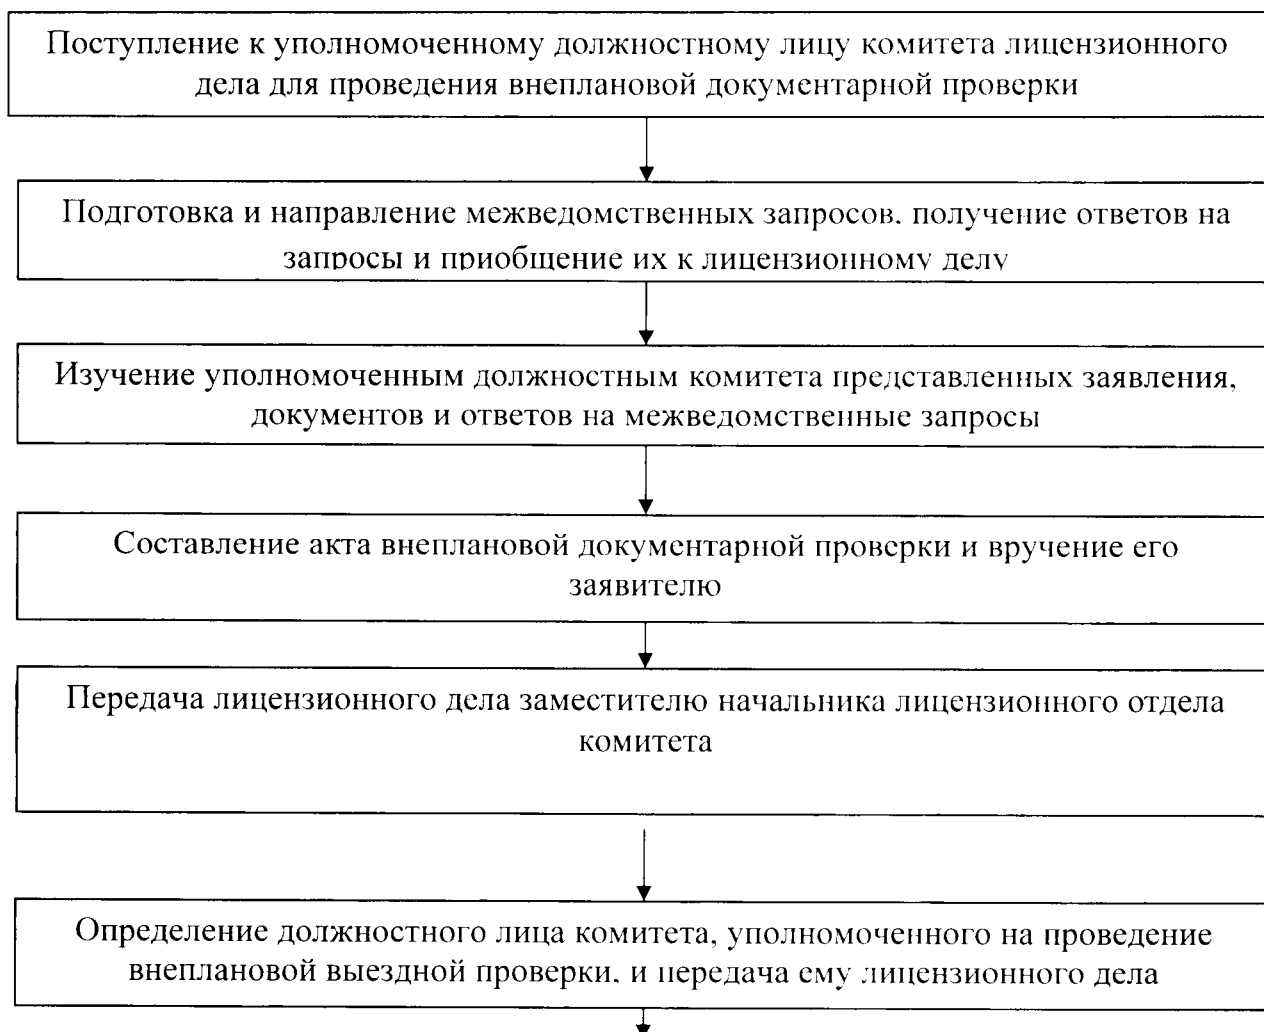 Поступление к уполномоченному должностному лицу комитета лицензионного
дела для проведения внеплановой документарной проверки
Подготовка и направление межведомственных запросов, получение ответов на
запросы и приобщение их к лицензионному делу
Изучение уполномоченным должностным комитета представленных заявления,
документов и ответов на межведомственные запросы
Составление акта внеплановой документарной проверки и вручение его
заявителю
Передача лицензионного дела заместителю начальника лицензионного отдела
комитета
Определение должностного лица комитета, уполномоченного на проведение
внеплановой выездной проверки, и передача ему лицензионного дела